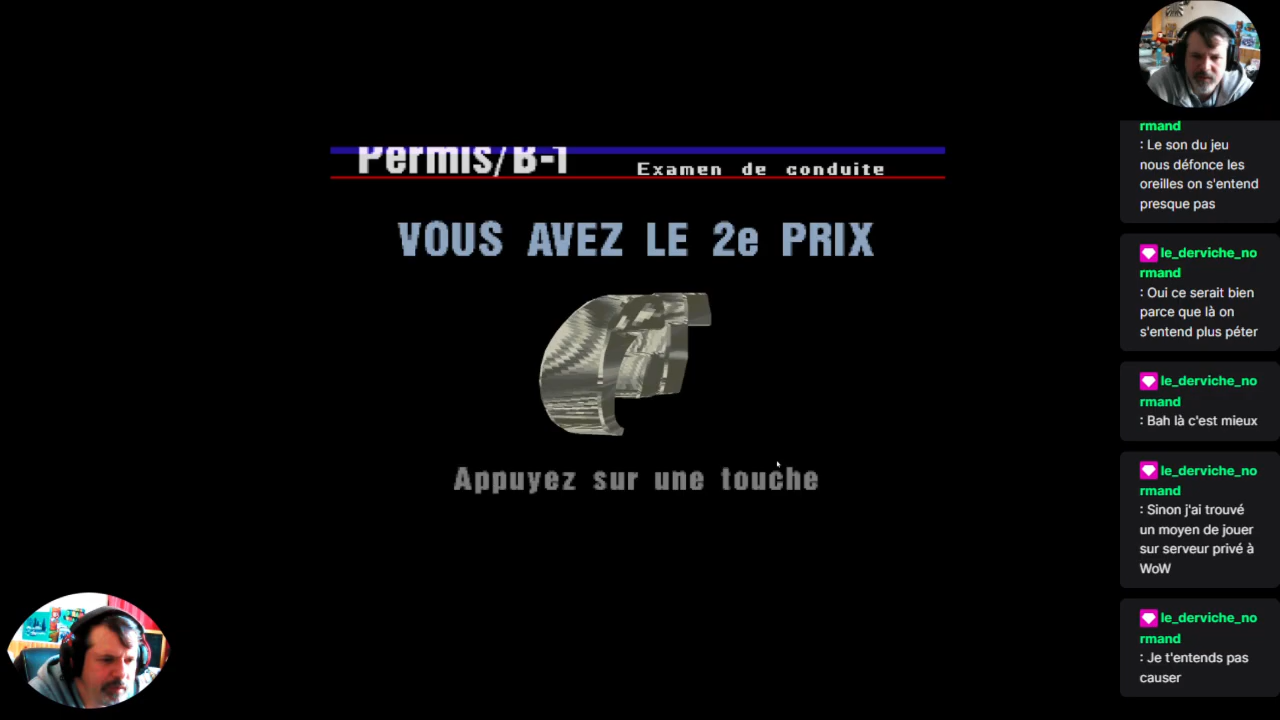 Permis/B-1
Examen de conduite
VOUS AVEZ LE 2e PRIX
Appuyez sur une touche
rmand
: Le son du jeu
nous défonce les
oreilles on s'entend
presque pas
le_derviche_no
rmand
: Oui ce serait bien
parce que là on
s'entend plus péter
le_derviche_no
rmand
: Bah là c'est mieux
le_derviche_no
rmand
: Sinon j'ai trouvé
un moyen de jouer
sur serveur privé à
WoW
le_derviche_no
rmand
: Je t'entends pas
causer